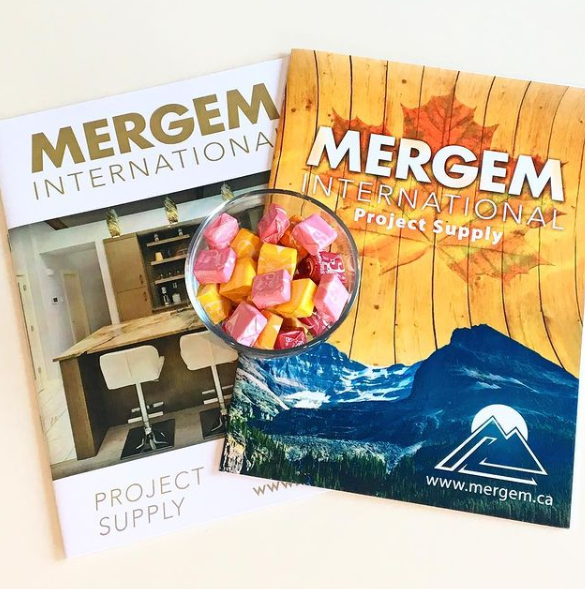 MERGEM
INTERNATIONAL
PROJECT
SUPPLY
MERGEM
INTERNATIONAL
Project Supply
www.mergem.ca